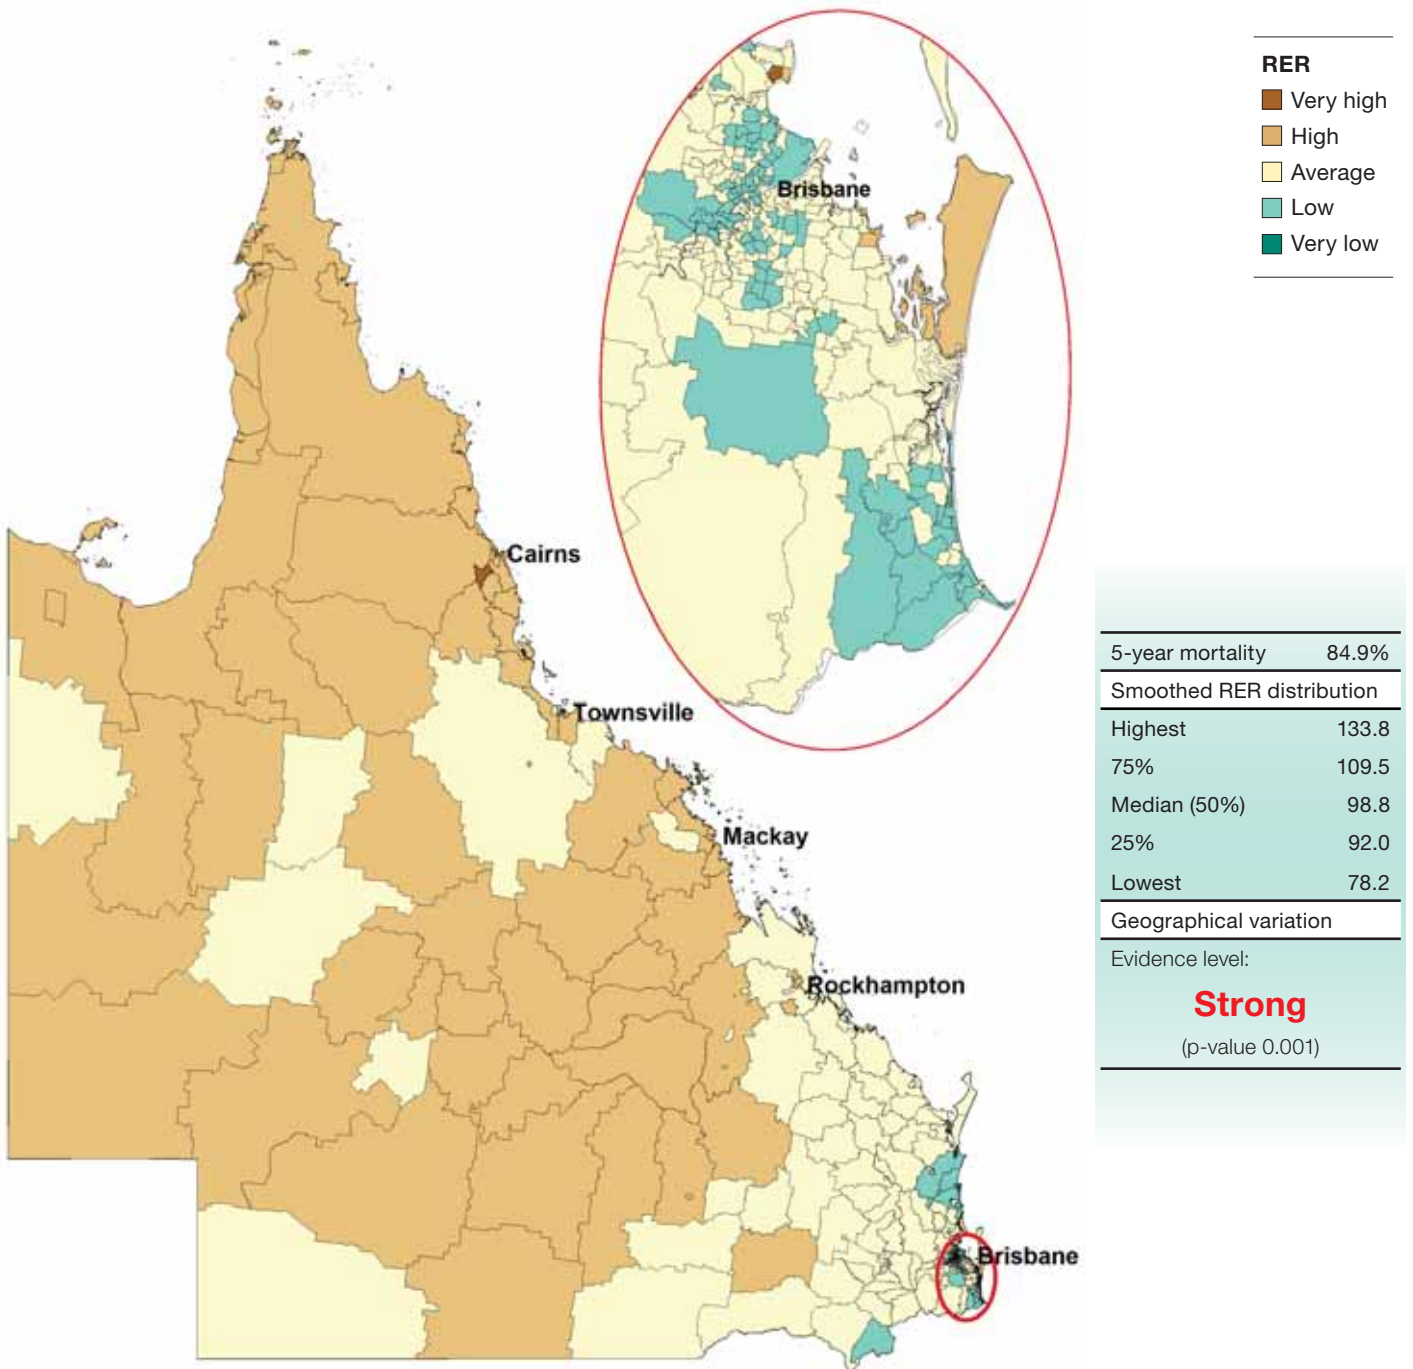 RER
Very high
High
Average
Low
Very low
Brisbane
Cairns
Townsville
Mackay
Rockhampton
Brisbane
5-year mortality 84.9%
Smoothed RER distribution
Highest 133.8
75% 109.5
Median (50%) 98.8
25% 92.0
Lowest 78.2
Geographical variation
Evidence level:
Strong
(p-value 0.001)